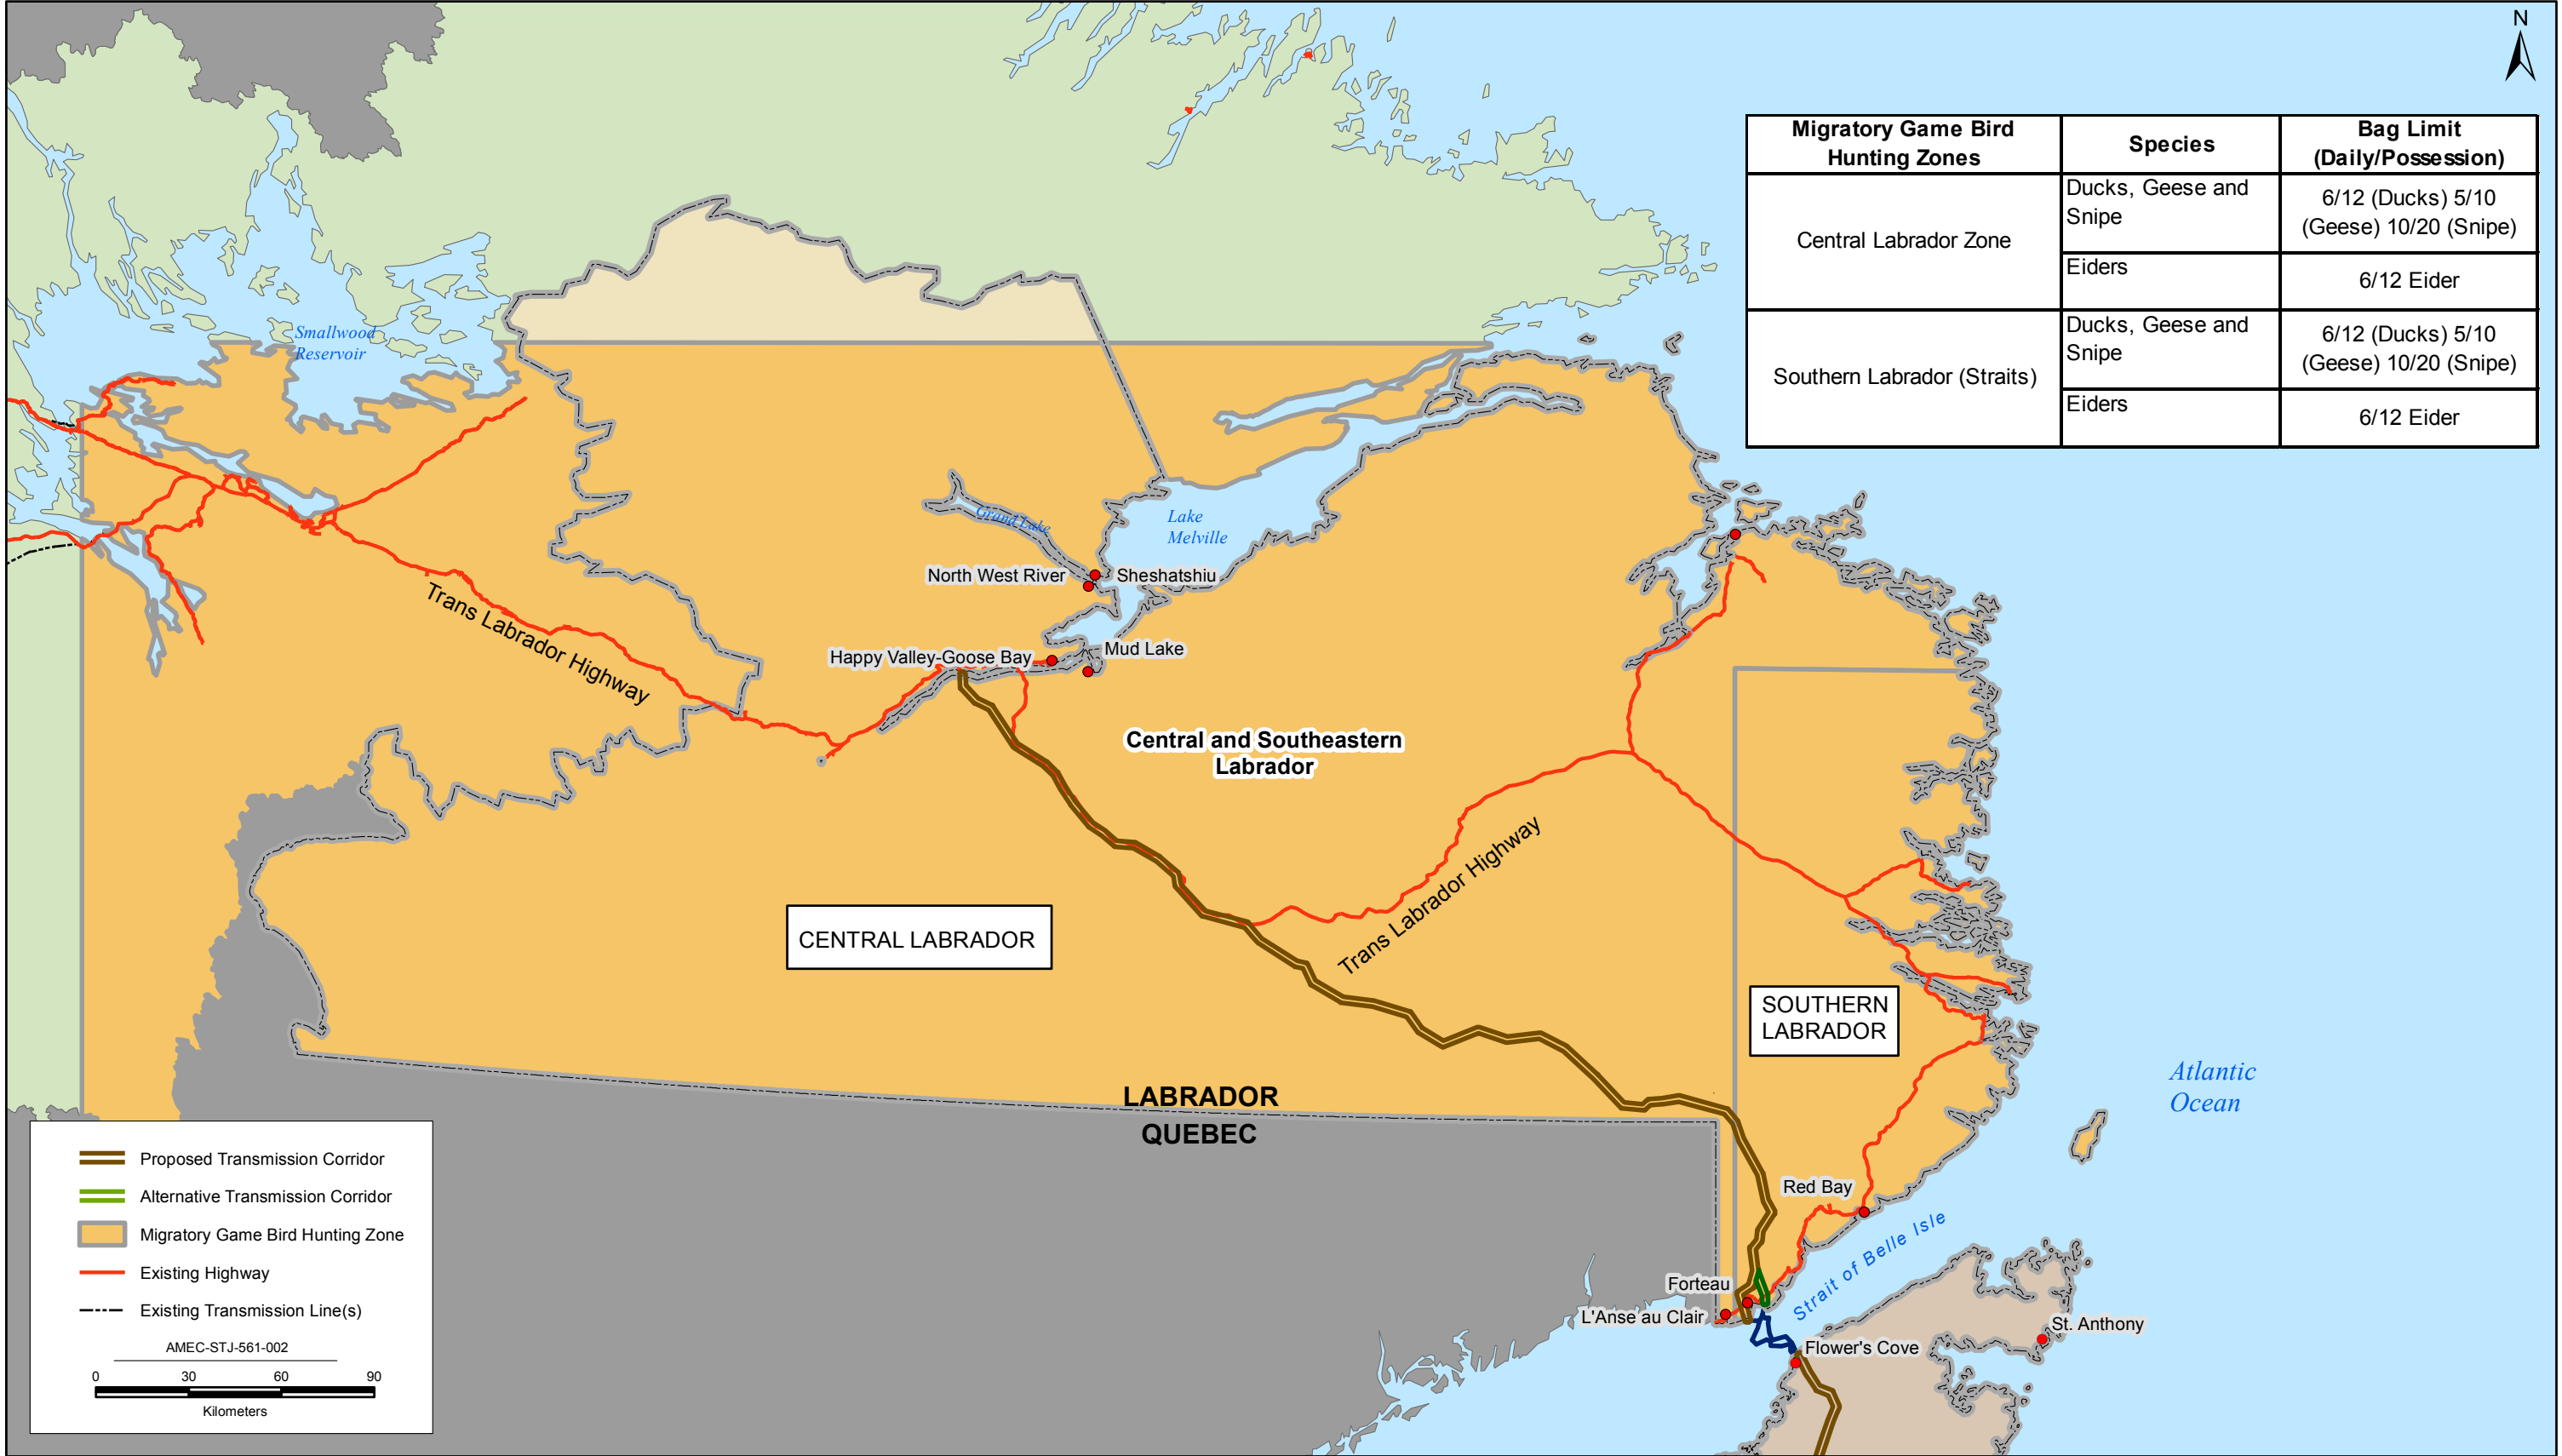 N
Migratory Game Bird
Hunting Zones
Species
Bag Limit
(Daily/Possession)
Central Labrador Zone
Ducks, Geese and
Snipe
6/12 (Ducks) 5/10
(Geese) 10/20 (Snipe)
Eiders
6/12 Eider
Southern Labrador (Straits)
Ducks, Geese and
Snipe
6/12 (Ducks) 5/10
(Geese) 10/20 (Snipe)
Eiders
6/12 Eider
Smallwood
Reservoir
Grand Lake
Lake
Melville
North West River
Sheshatshiu
Trans Labrador Highway
Happy Valley-Goose Bay
Mud Lake
Central and Southeastern
Labrador
Trans Labrador Highway
CENTRAL LABRADOR
SOUTHERN
LABRADOR
Atlantic
Ocean
LABRADOR
QUEBEC
Red Bay
Strait of Belle Isle
Forteau
L'Anse au Clair
St. Anthony
Flower's Cove
Proposed Transmission Corridor
Alternative Transmission Corridor
Migratory Game Bird Hunting Zone
Existing Highway
Existing Transmission Line(s)
AMEC-STJ-561-002
0 30 60 90
Kilometers